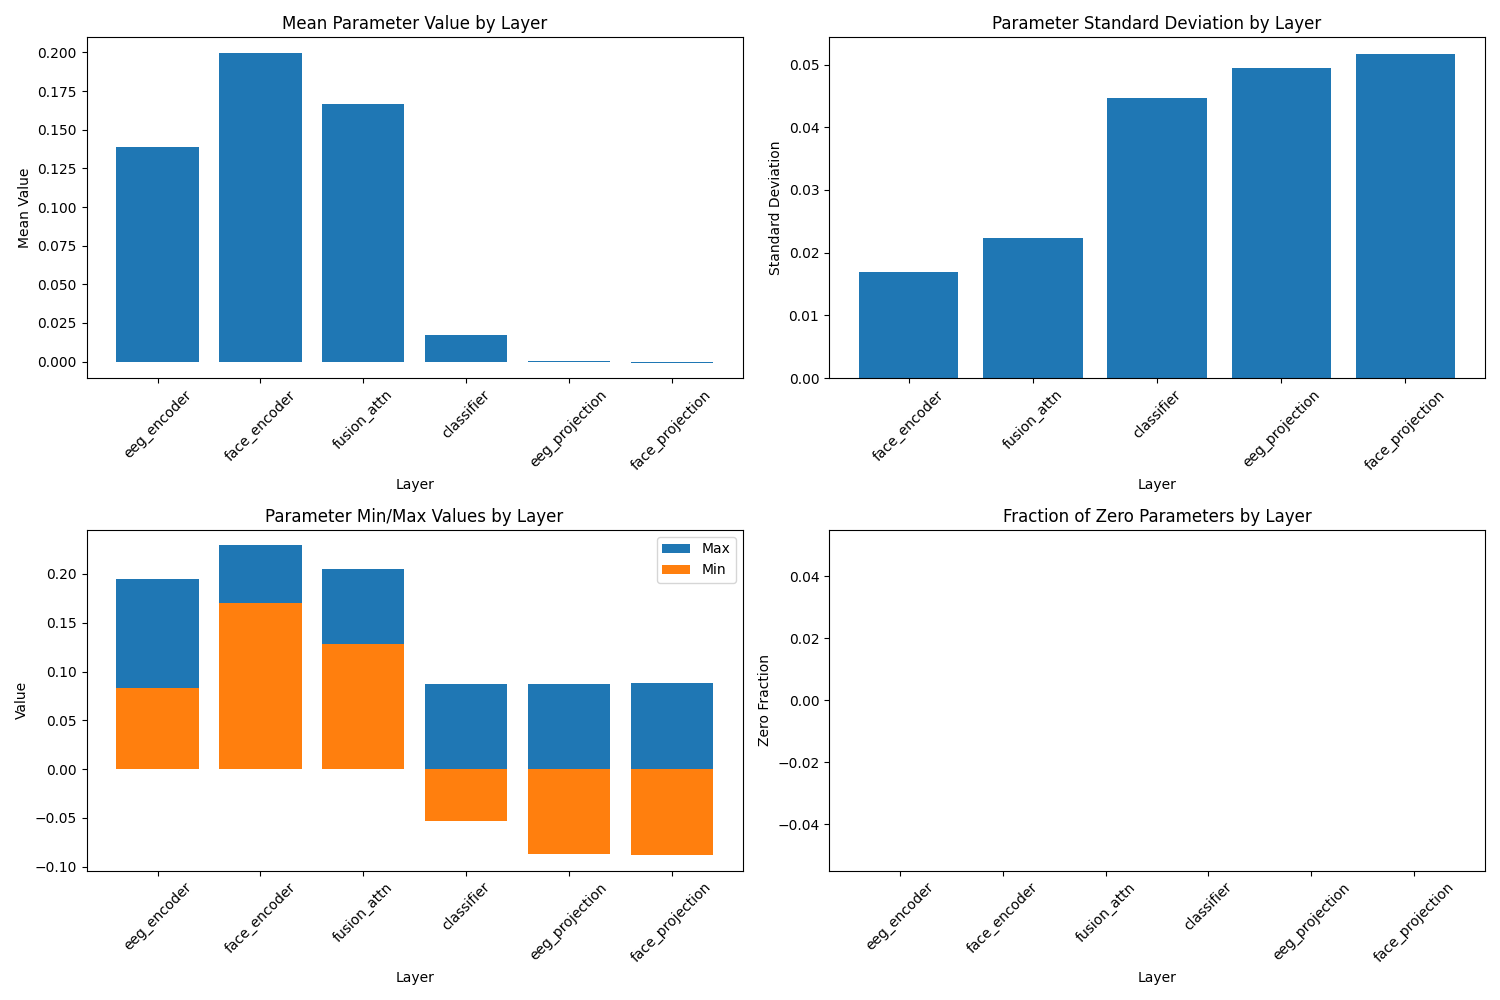 Mean Parameter Value by Layer
0.200
0.175
0.150
0.125
0.100
0.075
0.050
0.025
0.000
Mean Value
eeg_encoder
face_encoder
fusion_attn
classifier
eeg_projection
face_projection
Layer
Parameter Standard Deviation by Layer
0.05
0.04
0.03
0.02
0.01
0.00
Standard Deviation
face_encoder
fusion_attn
classifier
eeg_projection
face_projection
Layer
Parameter Min/Max Values by Layer
Max
Min
0.20
0.15
0.10
0.05
0.00
−0.05
−0.10
Value
eeg_encoder
face_encoder
fusion_attn
classifier
eeg_projection
face_projection
Layer
Fraction of Zero Parameters by Layer
0.04
0.02
0.00
−0.02
−0.04
Zero Fraction
eeg_encoder
face_encoder
fusion_attn
classifier
eeg_projection
face_projection
Layer